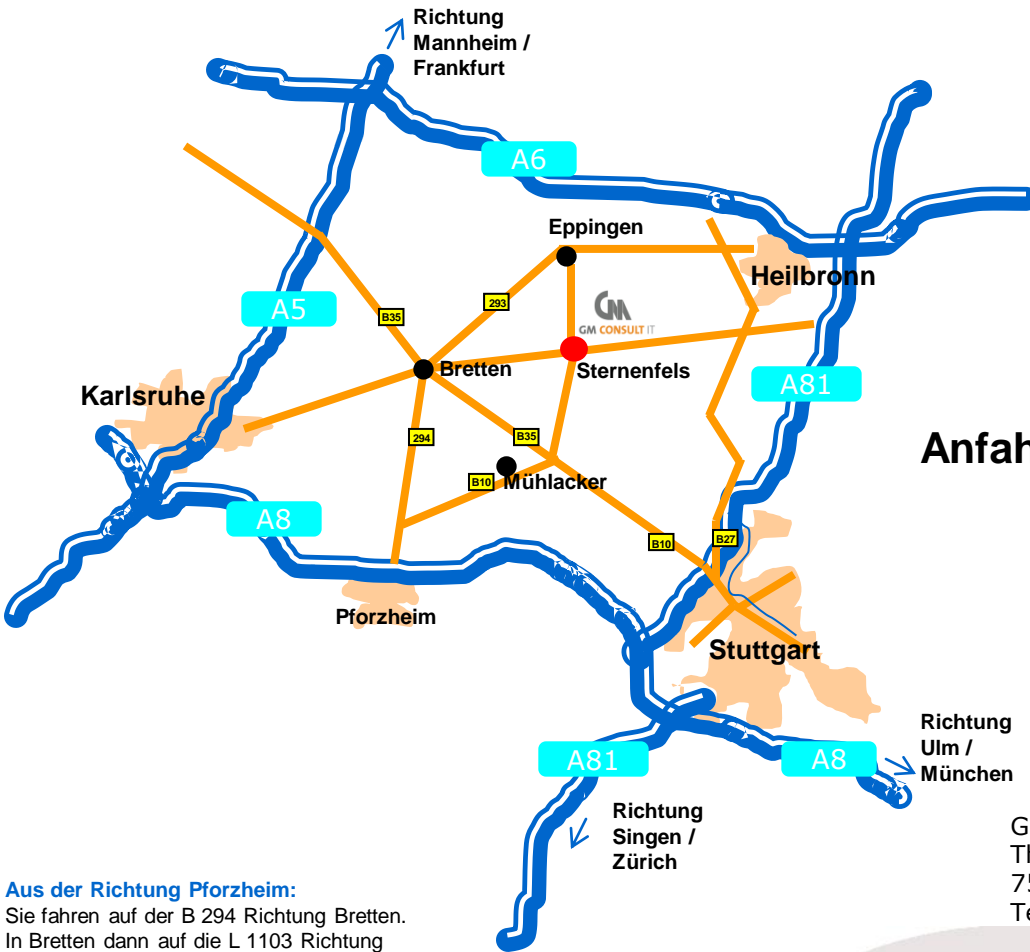 Richtung
Mannheim /
Frankfurt
A6
Eppingen
Heilbronn
293
A5
B35
GM CONSULT IT
Bretten
Sternenfels
A81
Karlsruhe
294
B35
B10
Mühlacker
A8
B10
B27
Pforzheim
Stuttgart
Richtung
Ulm /
München
A81
A8
Richtung
Singen /
Zürich
Aus der Richtung Pforzheim:
Sie fahren auf der B 294 Richtung Bretten.
In Bretten dann auf die L 1103 Richtung